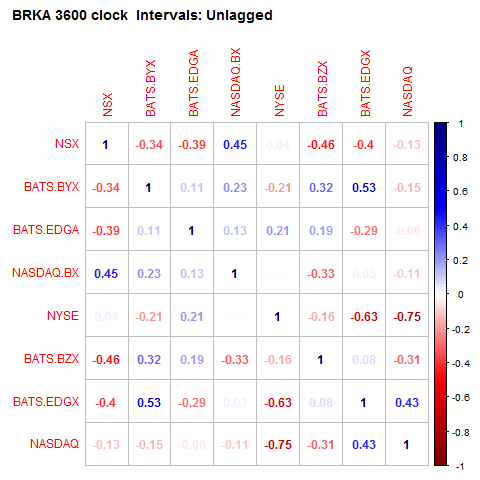 BRKA 3600 clock Intervals: Unlagged
NSX BATS.BYX BATS.EDGA NASDAQ.BX NYSE BATS.BZX BATS.EDGX NASDAQ
NSX 1 -0.34 -0.39 0.45 0.04 -0.46 -0.4 -0.13
BATS.BYX -0.34 1 0.11 0.23 -0.21 0.32 0.53 -0.15
BATS.EDGA -0.39 0.11 1 0.13 0.21 0.19 -0.29 -0.06
NASDAQ.BX 0.45 0.23 0.13 1 -0.33 0.03 -0.11
NYSE 0.04 -0.21 0.21 1 -0.16 -0.63 -0.75
BATS.BZX -0.46 0.32 0.19 -0.33 -0.16 1 0.08 -0.31
BATS.EDGX -0.4 0.53 -0.29 0.03 -0.63 0.08 1 0.43
NASDAQ -0.13 -0.15 -0.06 -0.11 -0.75 -0.31 0.43 1
1
0.8
0.6
0.4
0.2
0
-0.2
-0.4
-0.6
-0.8
-1